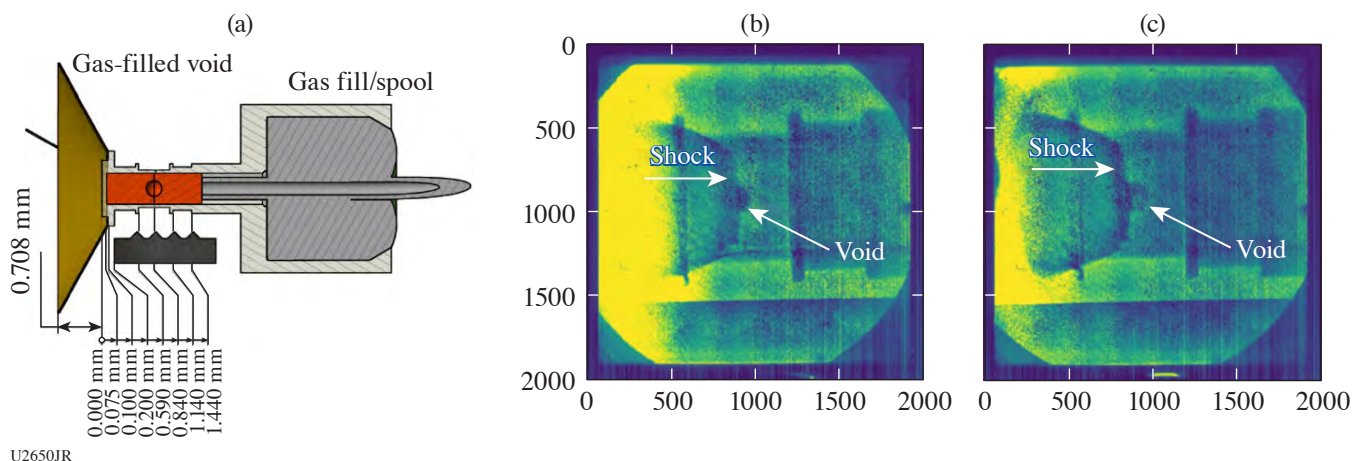 (a)
Gas-filled void
Gas fill/spool
0.708 mm
0.000 mm
0.075 mm
0.100 mm
0.200 mm
0.590 mm
0.840 mm
1.140 mm
1.440 mm
U2650JR
(b)
0
500
1000
1500
2000
Shock
Void
0 500 1000 1500 2000
(c)
Shock
Void
0 500 1000 1500 2000